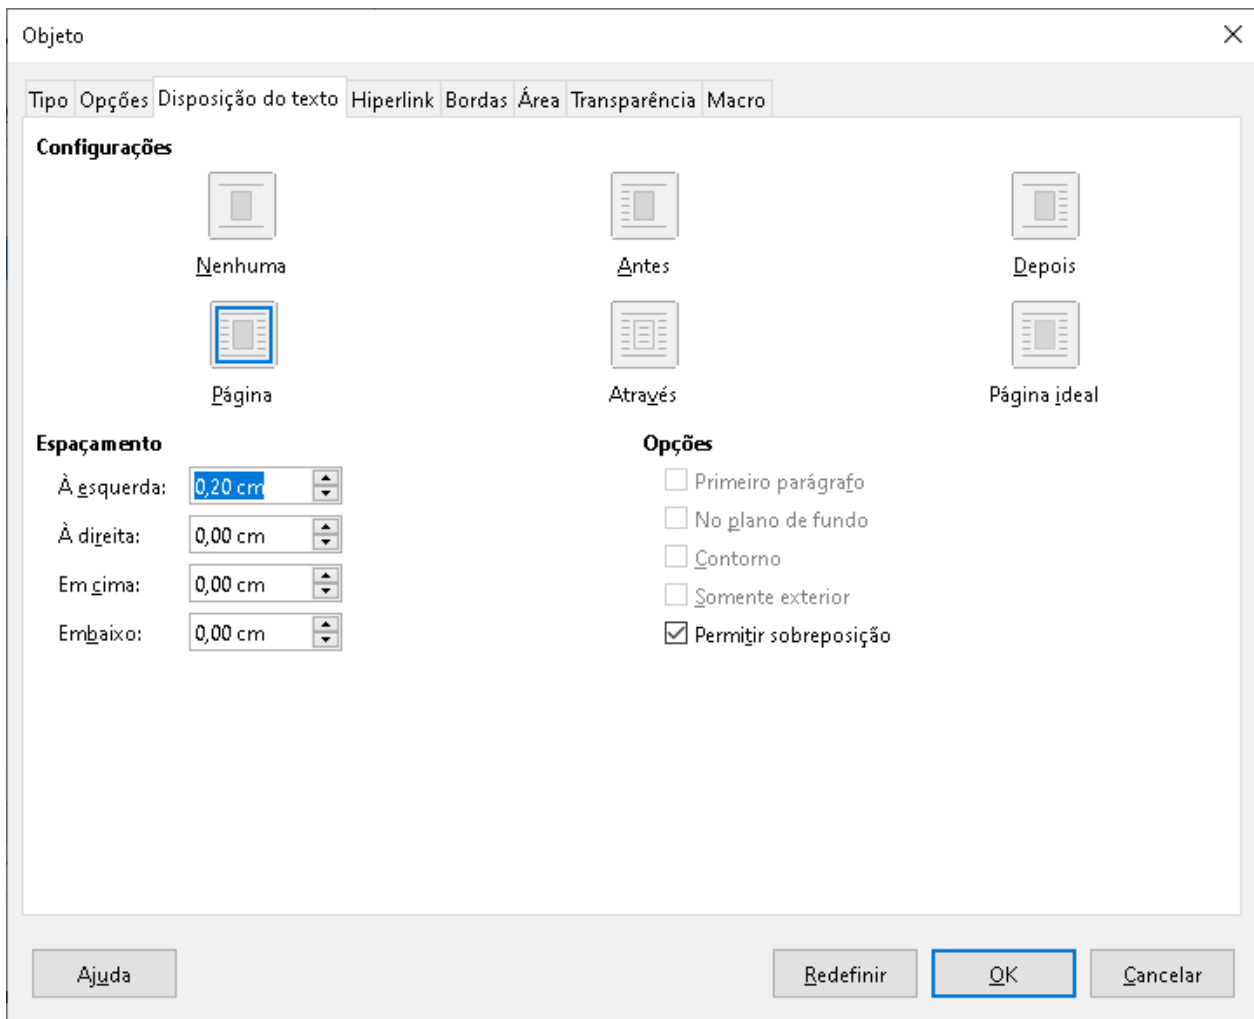 Objeto
Tipo Opções Disposição do texto Hiperlink Bordas Área Transparência Macro
Configurações
Nenhuma Antes Depois
Página Através Página ideal
Espaçamento Opções
À esquerda: 0,20 cm Primeiro parágrafo
À direita: 0,00 cm No plano de fundo
Contorno
Em cima: 0,00 cm Somente exterior
Embaixo: 0,00 cm Permitir sobreposição
Ajuda Redefinir OK Cancelar